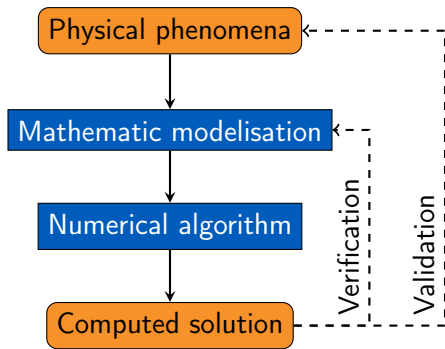 Physical phenomena
Mathematic modelisation
Numerical algorithm
Computed solution
Verification
Validation